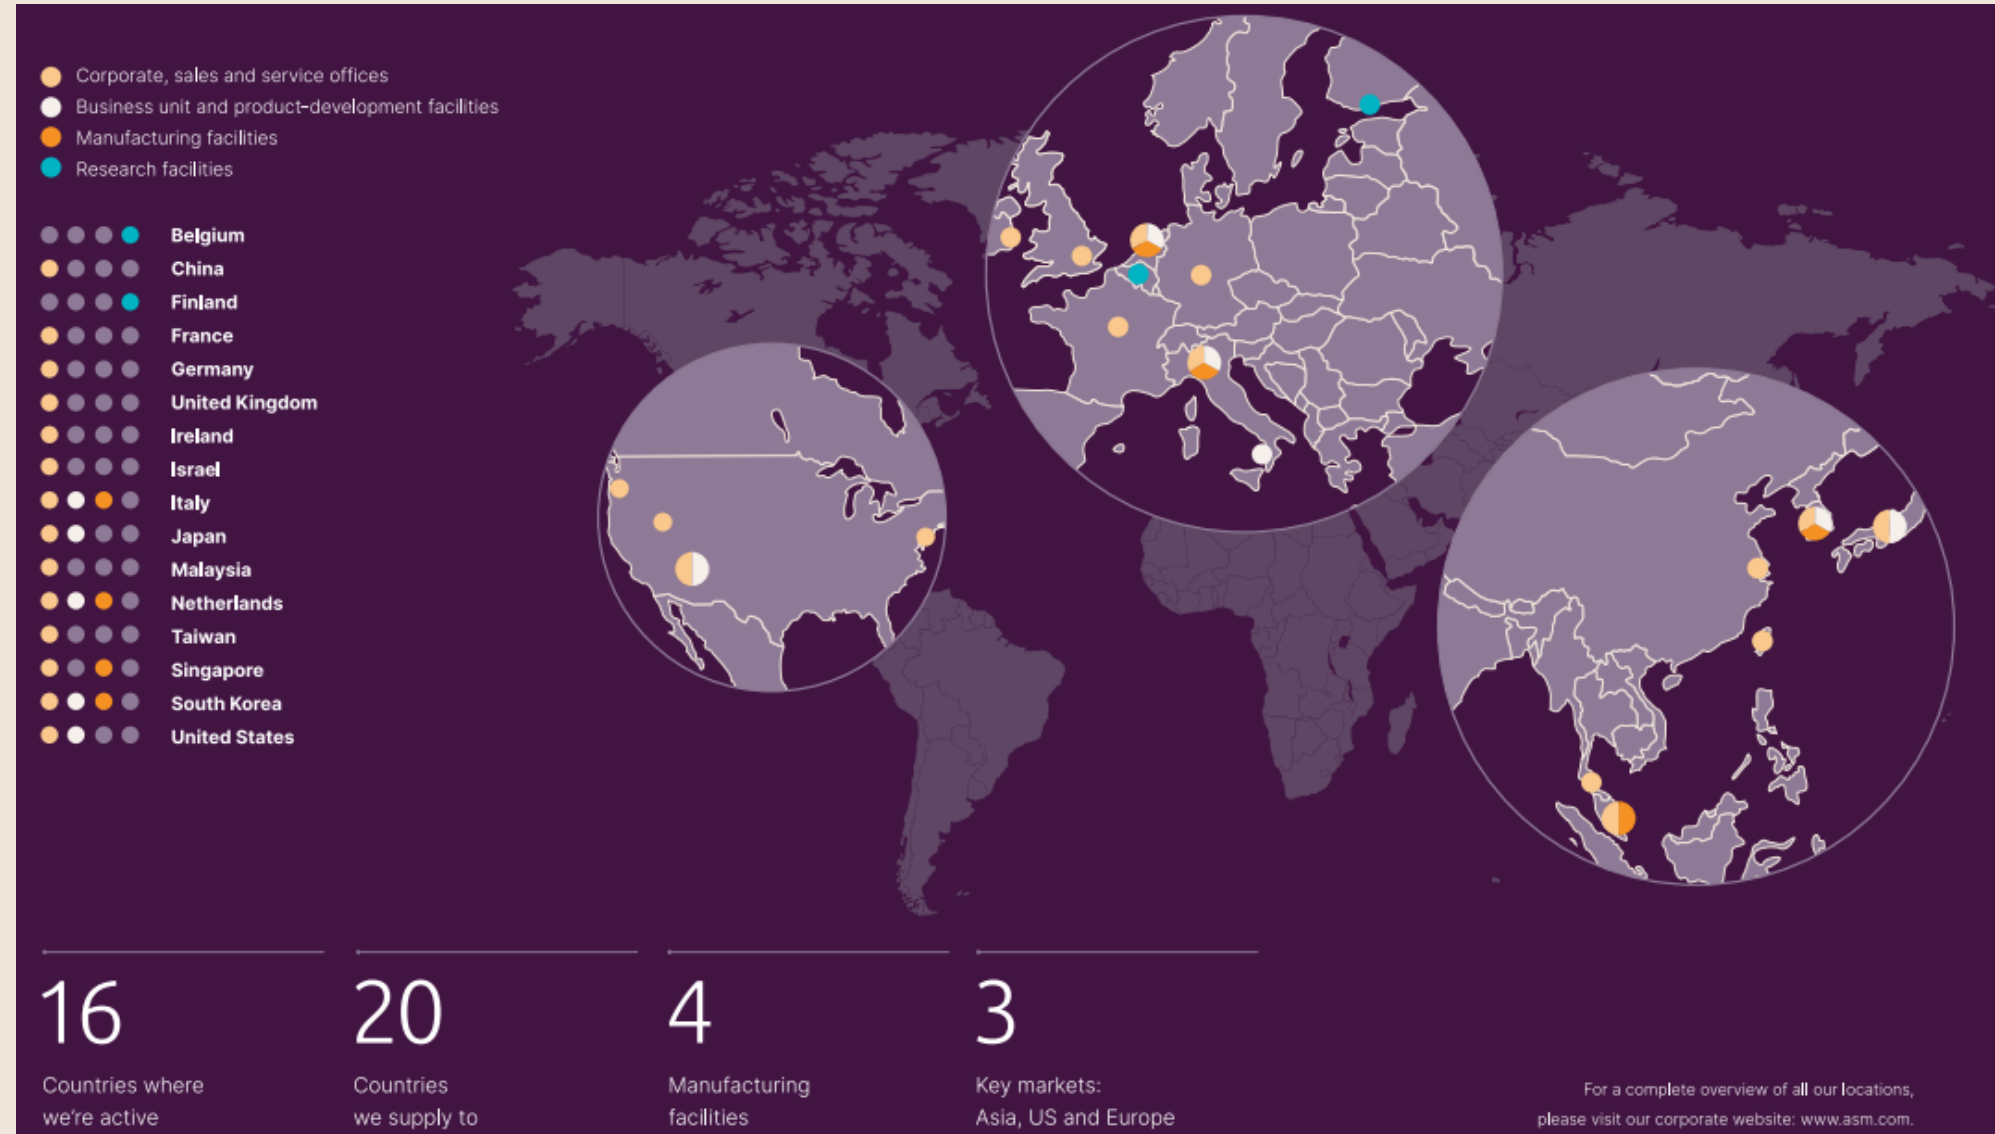 Corporate, sales and service offices
Business unit and product-development facilities
Manufacturing facilities
Research facilities
Belgium
China
Finland
France
Germany
United Kingdom
Ireland
Israel
Italy
Japan
Malaysia
Netherlands
Taiwan
Singapore
South Korea
United States
16
Countries where
we're active
20
Countries
we supply to
4
Manufacturing
facilities
3
Key markets:
Asia, US and Europe
For a complete overview of all our locations,
please visit our corporate website: www.asm.com.